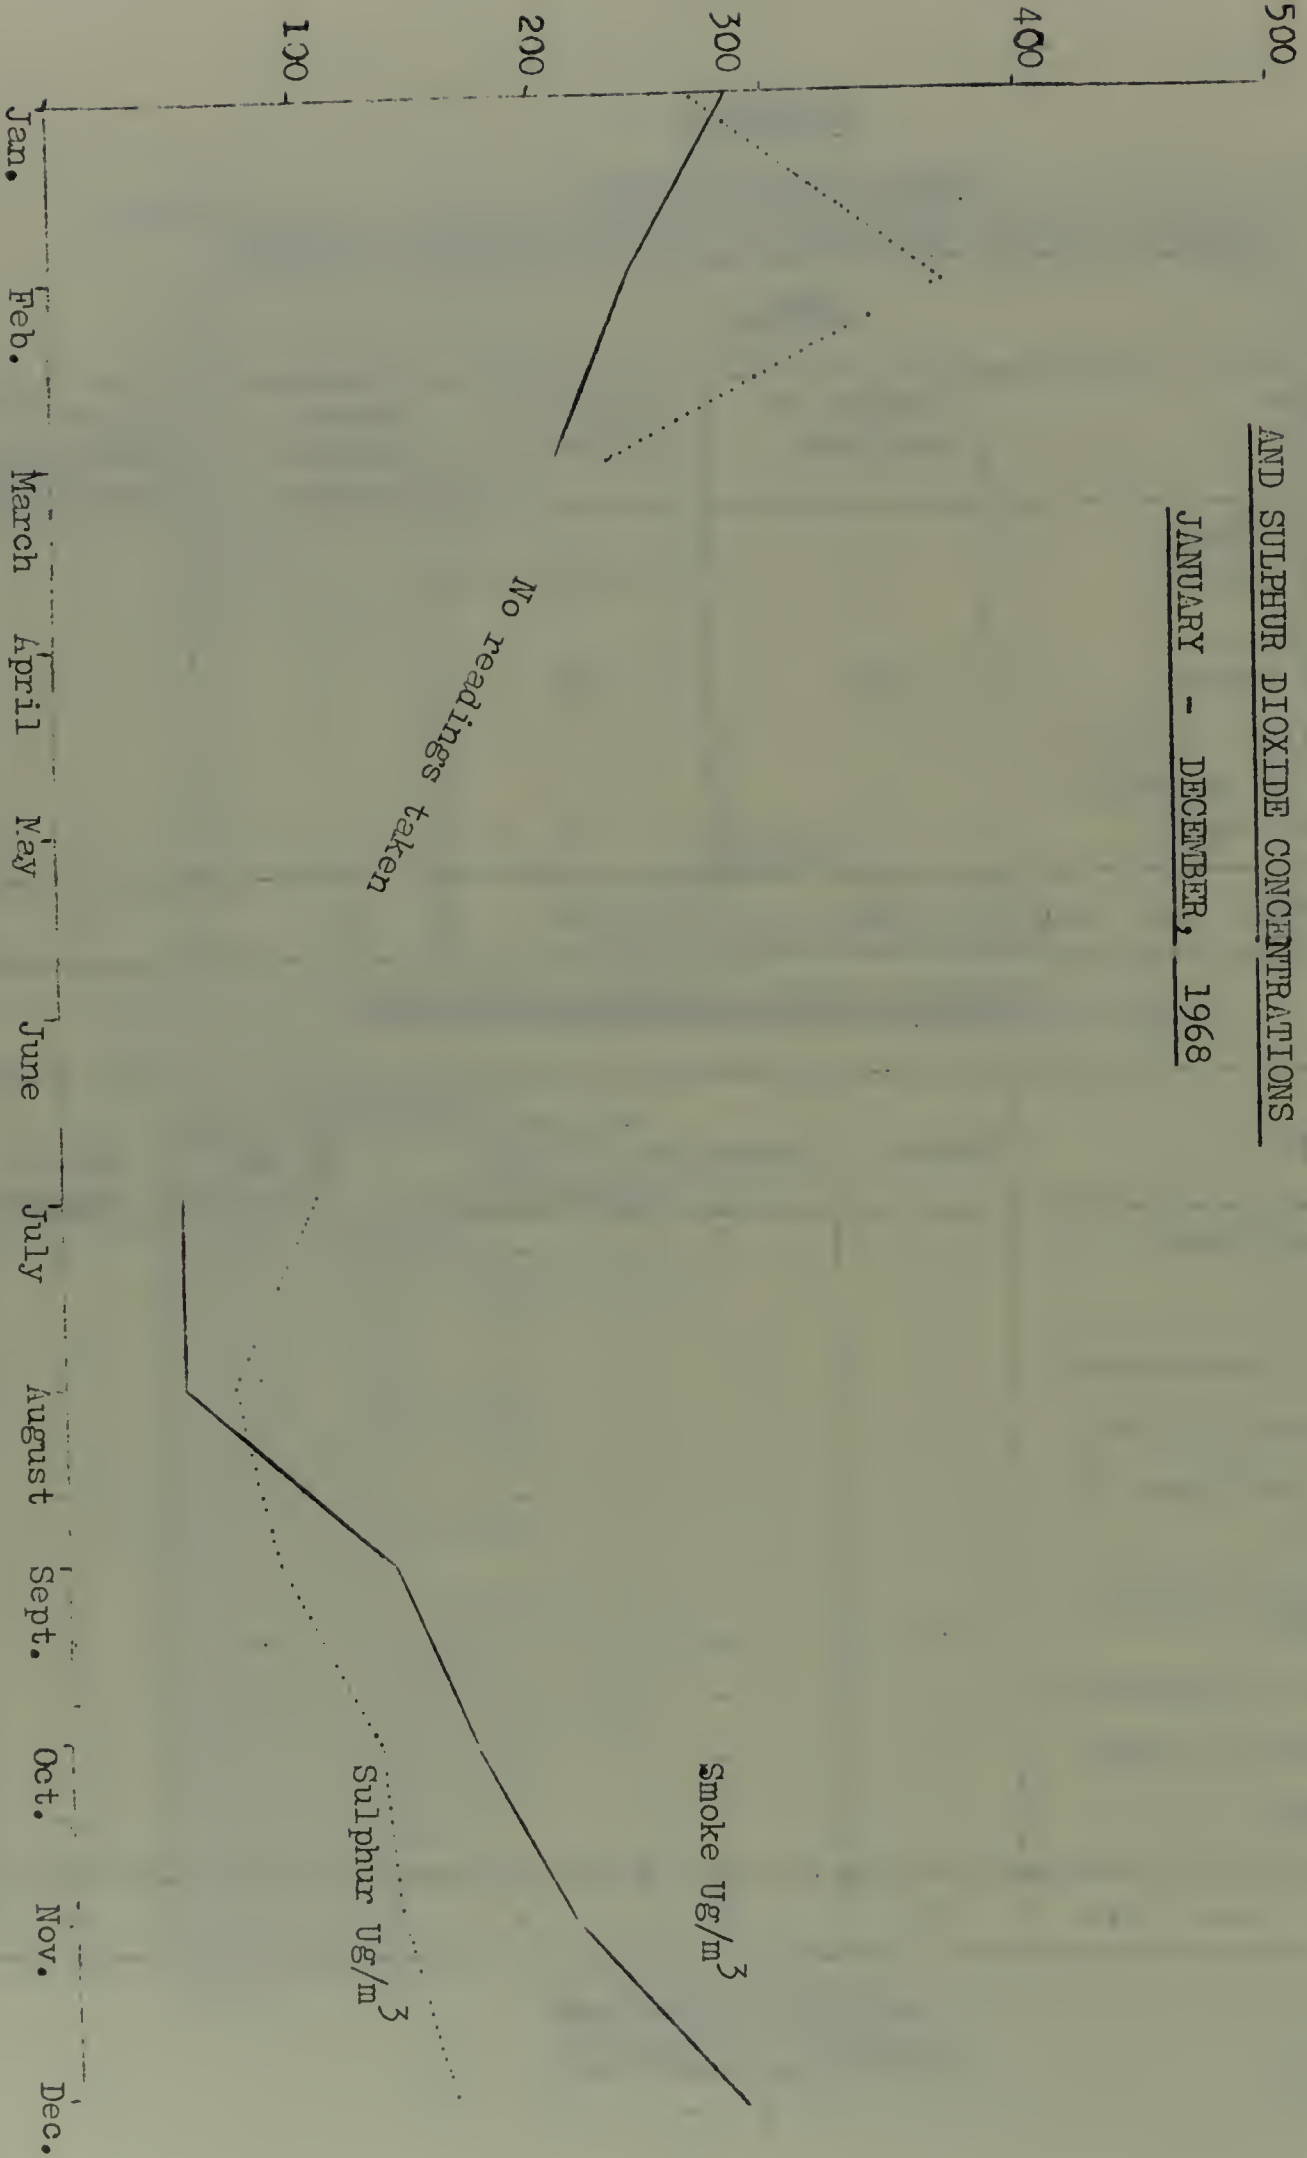 AND SULPHUR DIOXIDE CONCENTRATIONS
JANUARY - DECEMBER, 1968
500
400
300
200
100
No readings taken
Smoke Ug/m3
Sulphur Ug/m3
Jan. Feb. March April May June July August Sept. Oct. Nov. Dec.